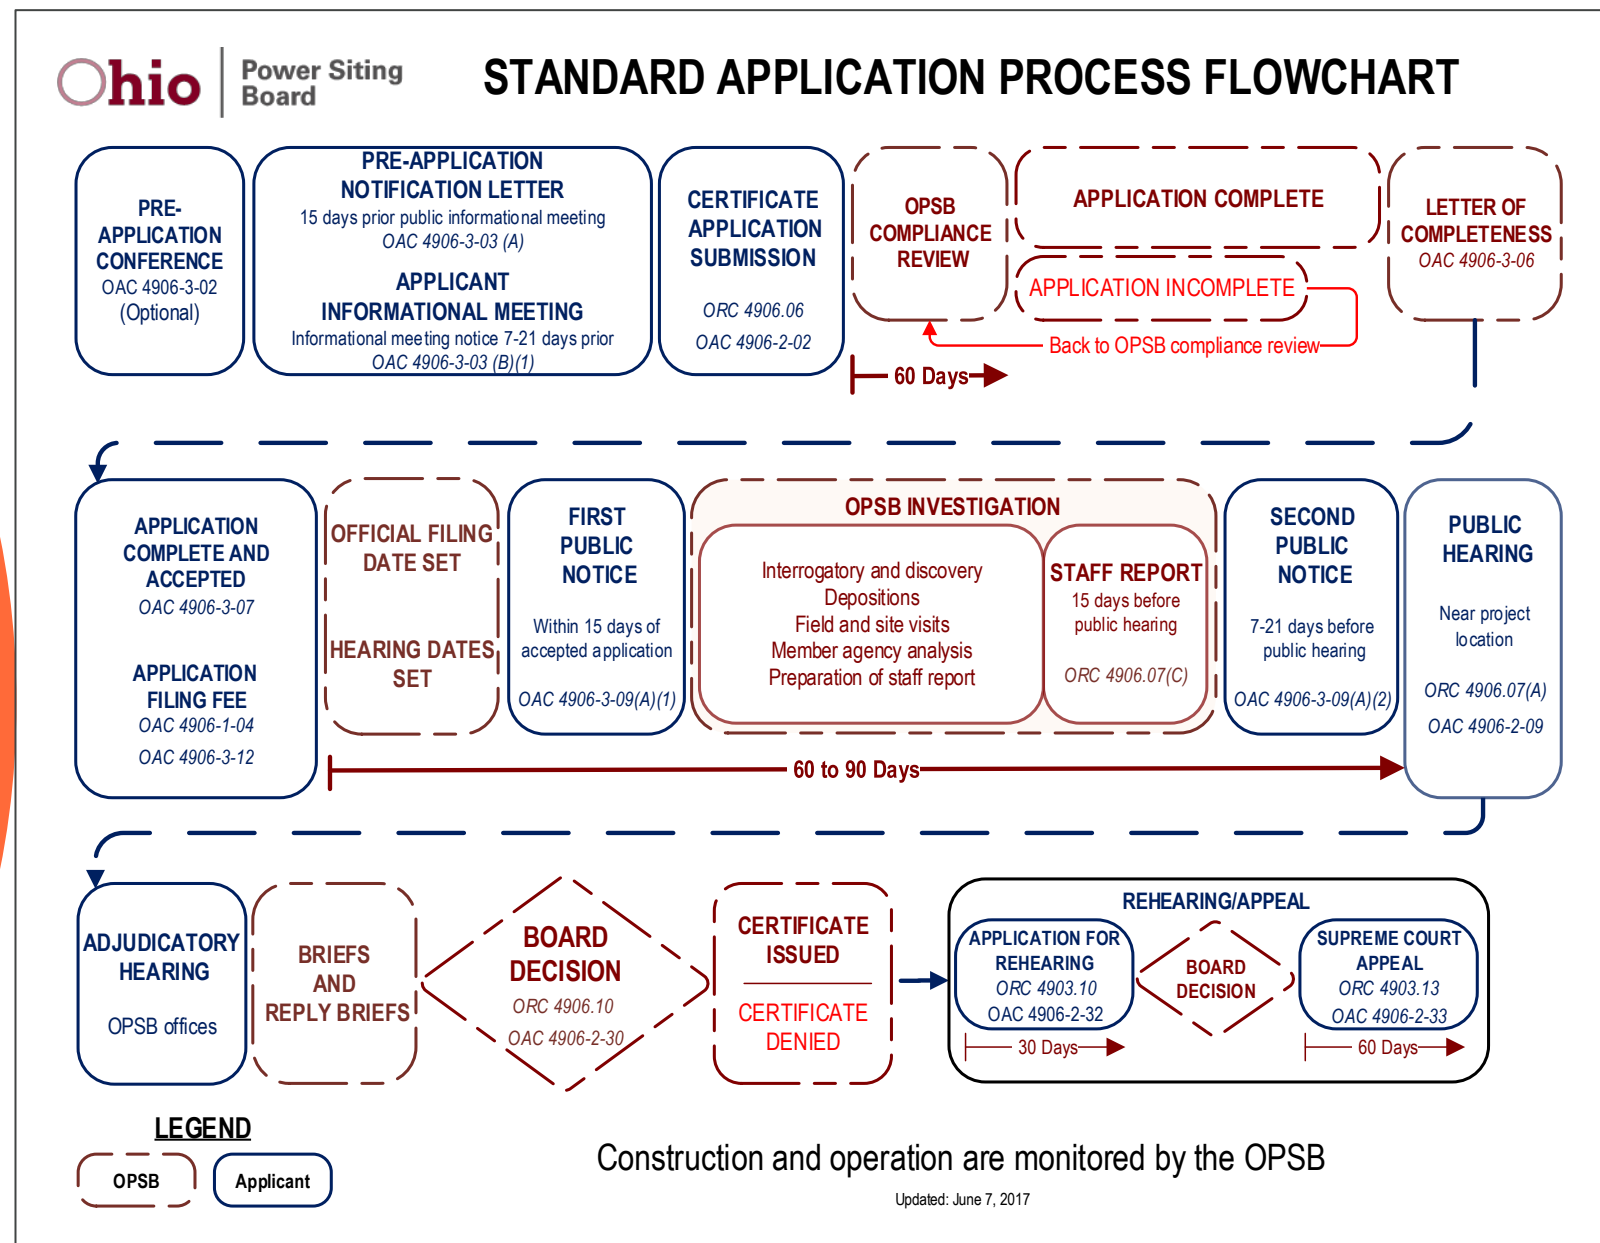 Ohio
Power Siting
Board
STANDARD APPLICATION PROCESS FLOWCHART
PRE-
APPLICATION
CONFERENCE
OAC 4906-3-02
(Optional)
PRE-APPLICATION
NOTIFICATION LETTER
15 days prior public informational meeting
OAC 4906-3-03 (A)
APPLICANT
INFORMATIONAL MEETING
Informational meeting notice 7-21 days prior
OAC 4906-3-03 (B)(1)
CERTIFICATE
APPLICATION
SUBMISSION
ORC 4906.06
OAC 4906-2-02
OPSB
COMPLIANCE
REVIEW
APPLICATION COMPLETE
APPLICATION INCOMPLETE
Back to OPSB compliance review
60 Days
LETTER OF
COMPLETENESS
OAC 4906-3-06
APPLICATION
COMPLETE AND
ACCEPTED
OAC 4906-3-07
APPLICATION
FILING FEE
OAC 4906-1-04
OAC 4906-3-12
OFFICIAL FILING
DATE SET
HEARING DATES
SET
FIRST
PUBLIC
NOTICE
Within 15 days of
accepted application
OAC 4906-3-09(A)(1)
OPSB INVESTIGATION
Interrogatory and discovery
Depositions
Field and site visits
Member agency analysis
Preparation of staff report
STAFF REPORT
15 days before
public hearing
ORC 4906.07(C)
SECOND
PUBLIC
NOTICE
7-21 days before
public hearing
OAC 4906-3-09(A)(2)
PUBLIC
HEARING
Near project
location
ORC 4906.07(A)
OAC 4906-2-09
60 to 90 Days
ADJUDICATORY
HEARING
OPSB offices
BRIEFS
AND
REPLY BRIEFS
BOARD
DECISION
ORC 4906.10
OAC 4906-2-30
CERTIFICATE
ISSUED
CERTIFICATE
DENIED
REHEARING/APPEAL
APPLICATION FOR
REHEARING
ORC 4903.10
OAC 4906-2-32
30 Days
BOARD
DECISION
SUPREME COURT
APPEAL
ORC 4903.13
OAC 4906-2-33
60 Days
LEGEND
OPSB
Applicant
Construction and operation are monitored by the OPSB
Updated: June 7, 2017